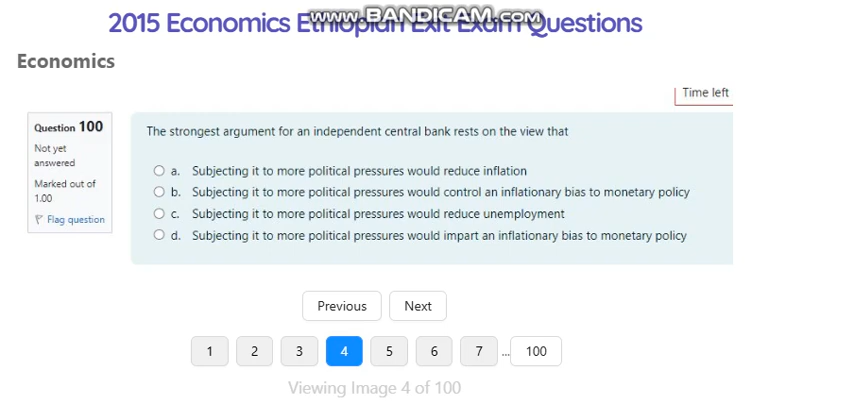 www.BANDICAM.com
2015 Economics Ethiopian Exit Exam Questions
Economics
Time left
Question 100
Not yet
answered
Marked out of
1.00
Flag question
The strongest argument for an independent central bank rests on the view that
a. Subjecting it to more political pressures would reduce inflation
b. Subjecting it to more political pressures would control an inflationary bias to monetary policy
c. Subjecting it to more political pressures would reduce unemployment
d. Subjecting it to more political pressures would impart an inflationary bias to monetary policy
Previous Next
1 2 3 4 5 6 7 ... 100
Viewing Image 4 of 100